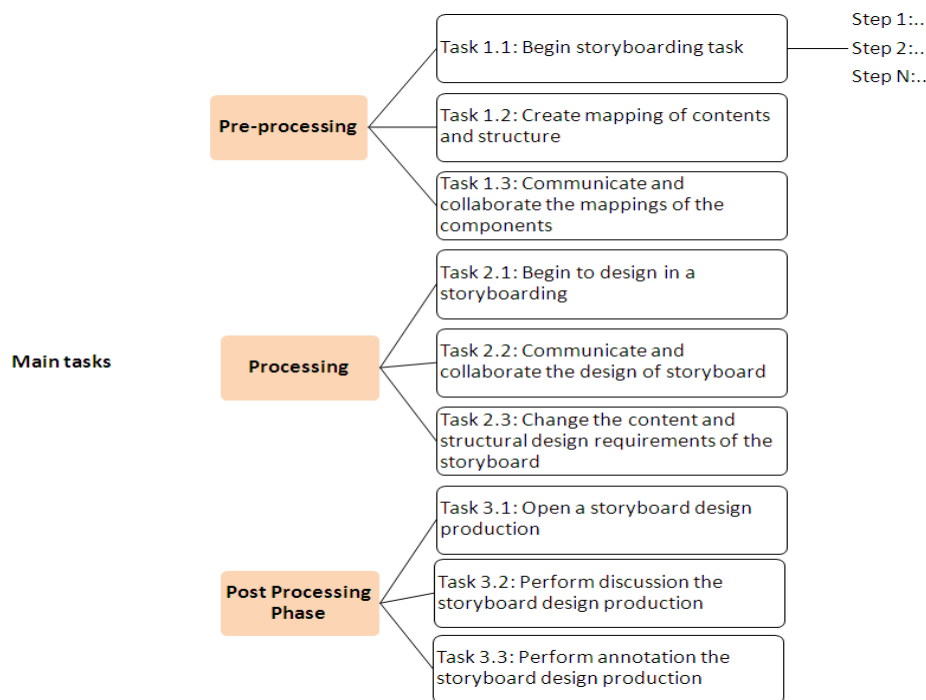 Step 1:..
Task 1.1: Begin storyboarding task
Step 2:..
Step N:..
Pre-processing
Task 1.2: Create mapping of contents
and structure
Task 1.3: Communicate and
collaborate the mappings of the
components
Task 2.1: Begin to design in a
storyboarding
Main tasks
Processing
Task 2.2: Communicate and
collaborate the design of storyboard
Task 2.3: Change the content and
structural design requirements of the
storyboard
Task 3.1: Open a storyboard design
production
Post Processing
Phase
Task 3.2: Perform discussion the
storyboard design production
Task 3.3: Perform annotation the
storyboard design production